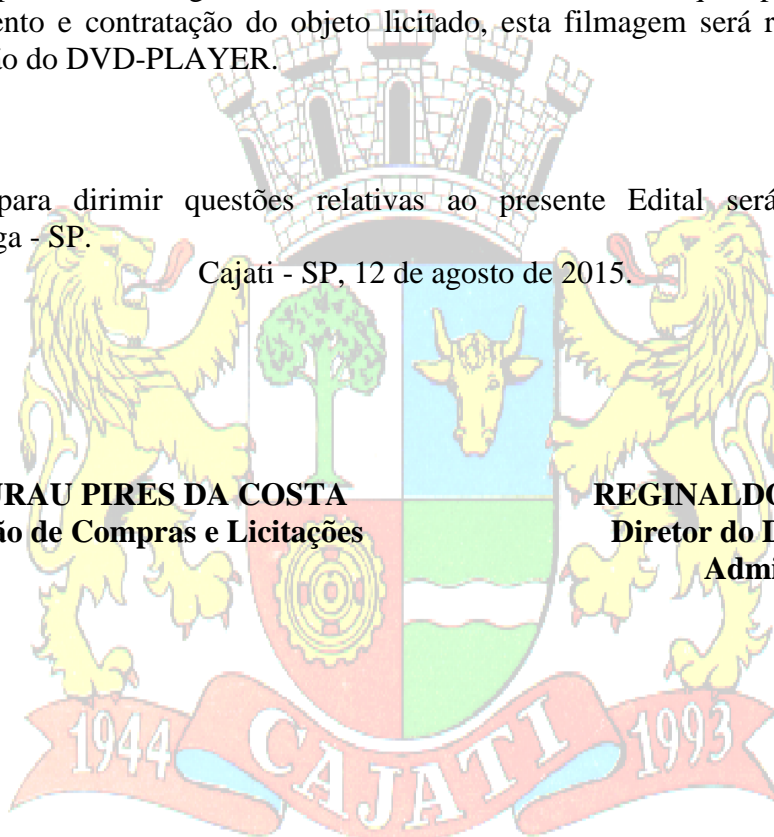 ento e contratação do objeto licitado, esta filmagem será
ão do DVD-PLAYER.
para dirimir questões relativas ao presente Edital será
ga - SP.
Cajati - SP, 12 de agosto de 2015.
URAU PIRES DA COSTA
REGINALDO
ão de Compras e Licitações
Diretor do
Admi
1944
CAJATI
1993